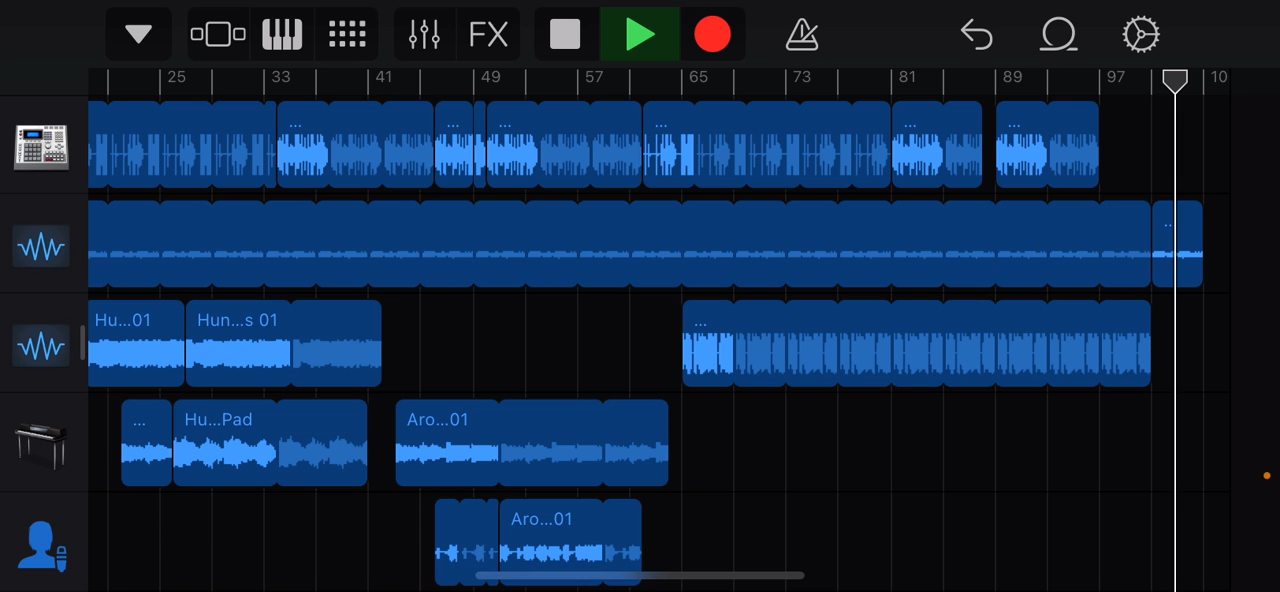 FX
25 33 41 49 57 65 73 81 89 97 10
... ... ... ... ... ...
...
Hu...01 Hun...s 01 ...
... Hu...Pad Aro...01
Aro...01